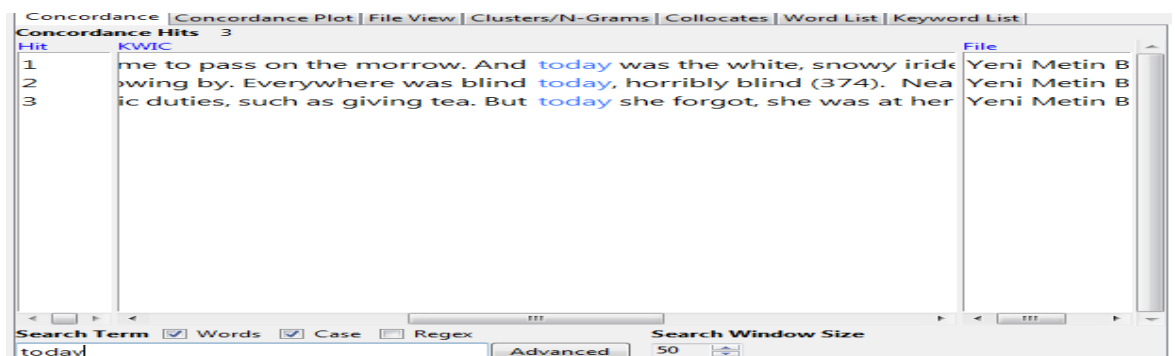 Concordance Concordance Plot File View Clusters/N-Grams Collocates Word List Keyword List
Concordance Hits 3
Hit KWIC File
1 me to pass on the morrow. And today was the white, snowy iride Yeni Metin B
2 owing by. Everywhere was blind today, horribly blind (374). Nea Yeni Metin B
3 ic duties, such as giving tea. But today she forgot, she was at her Yeni Metin B
Search Term Words Case Regex Search Window Size
today Advanced 50